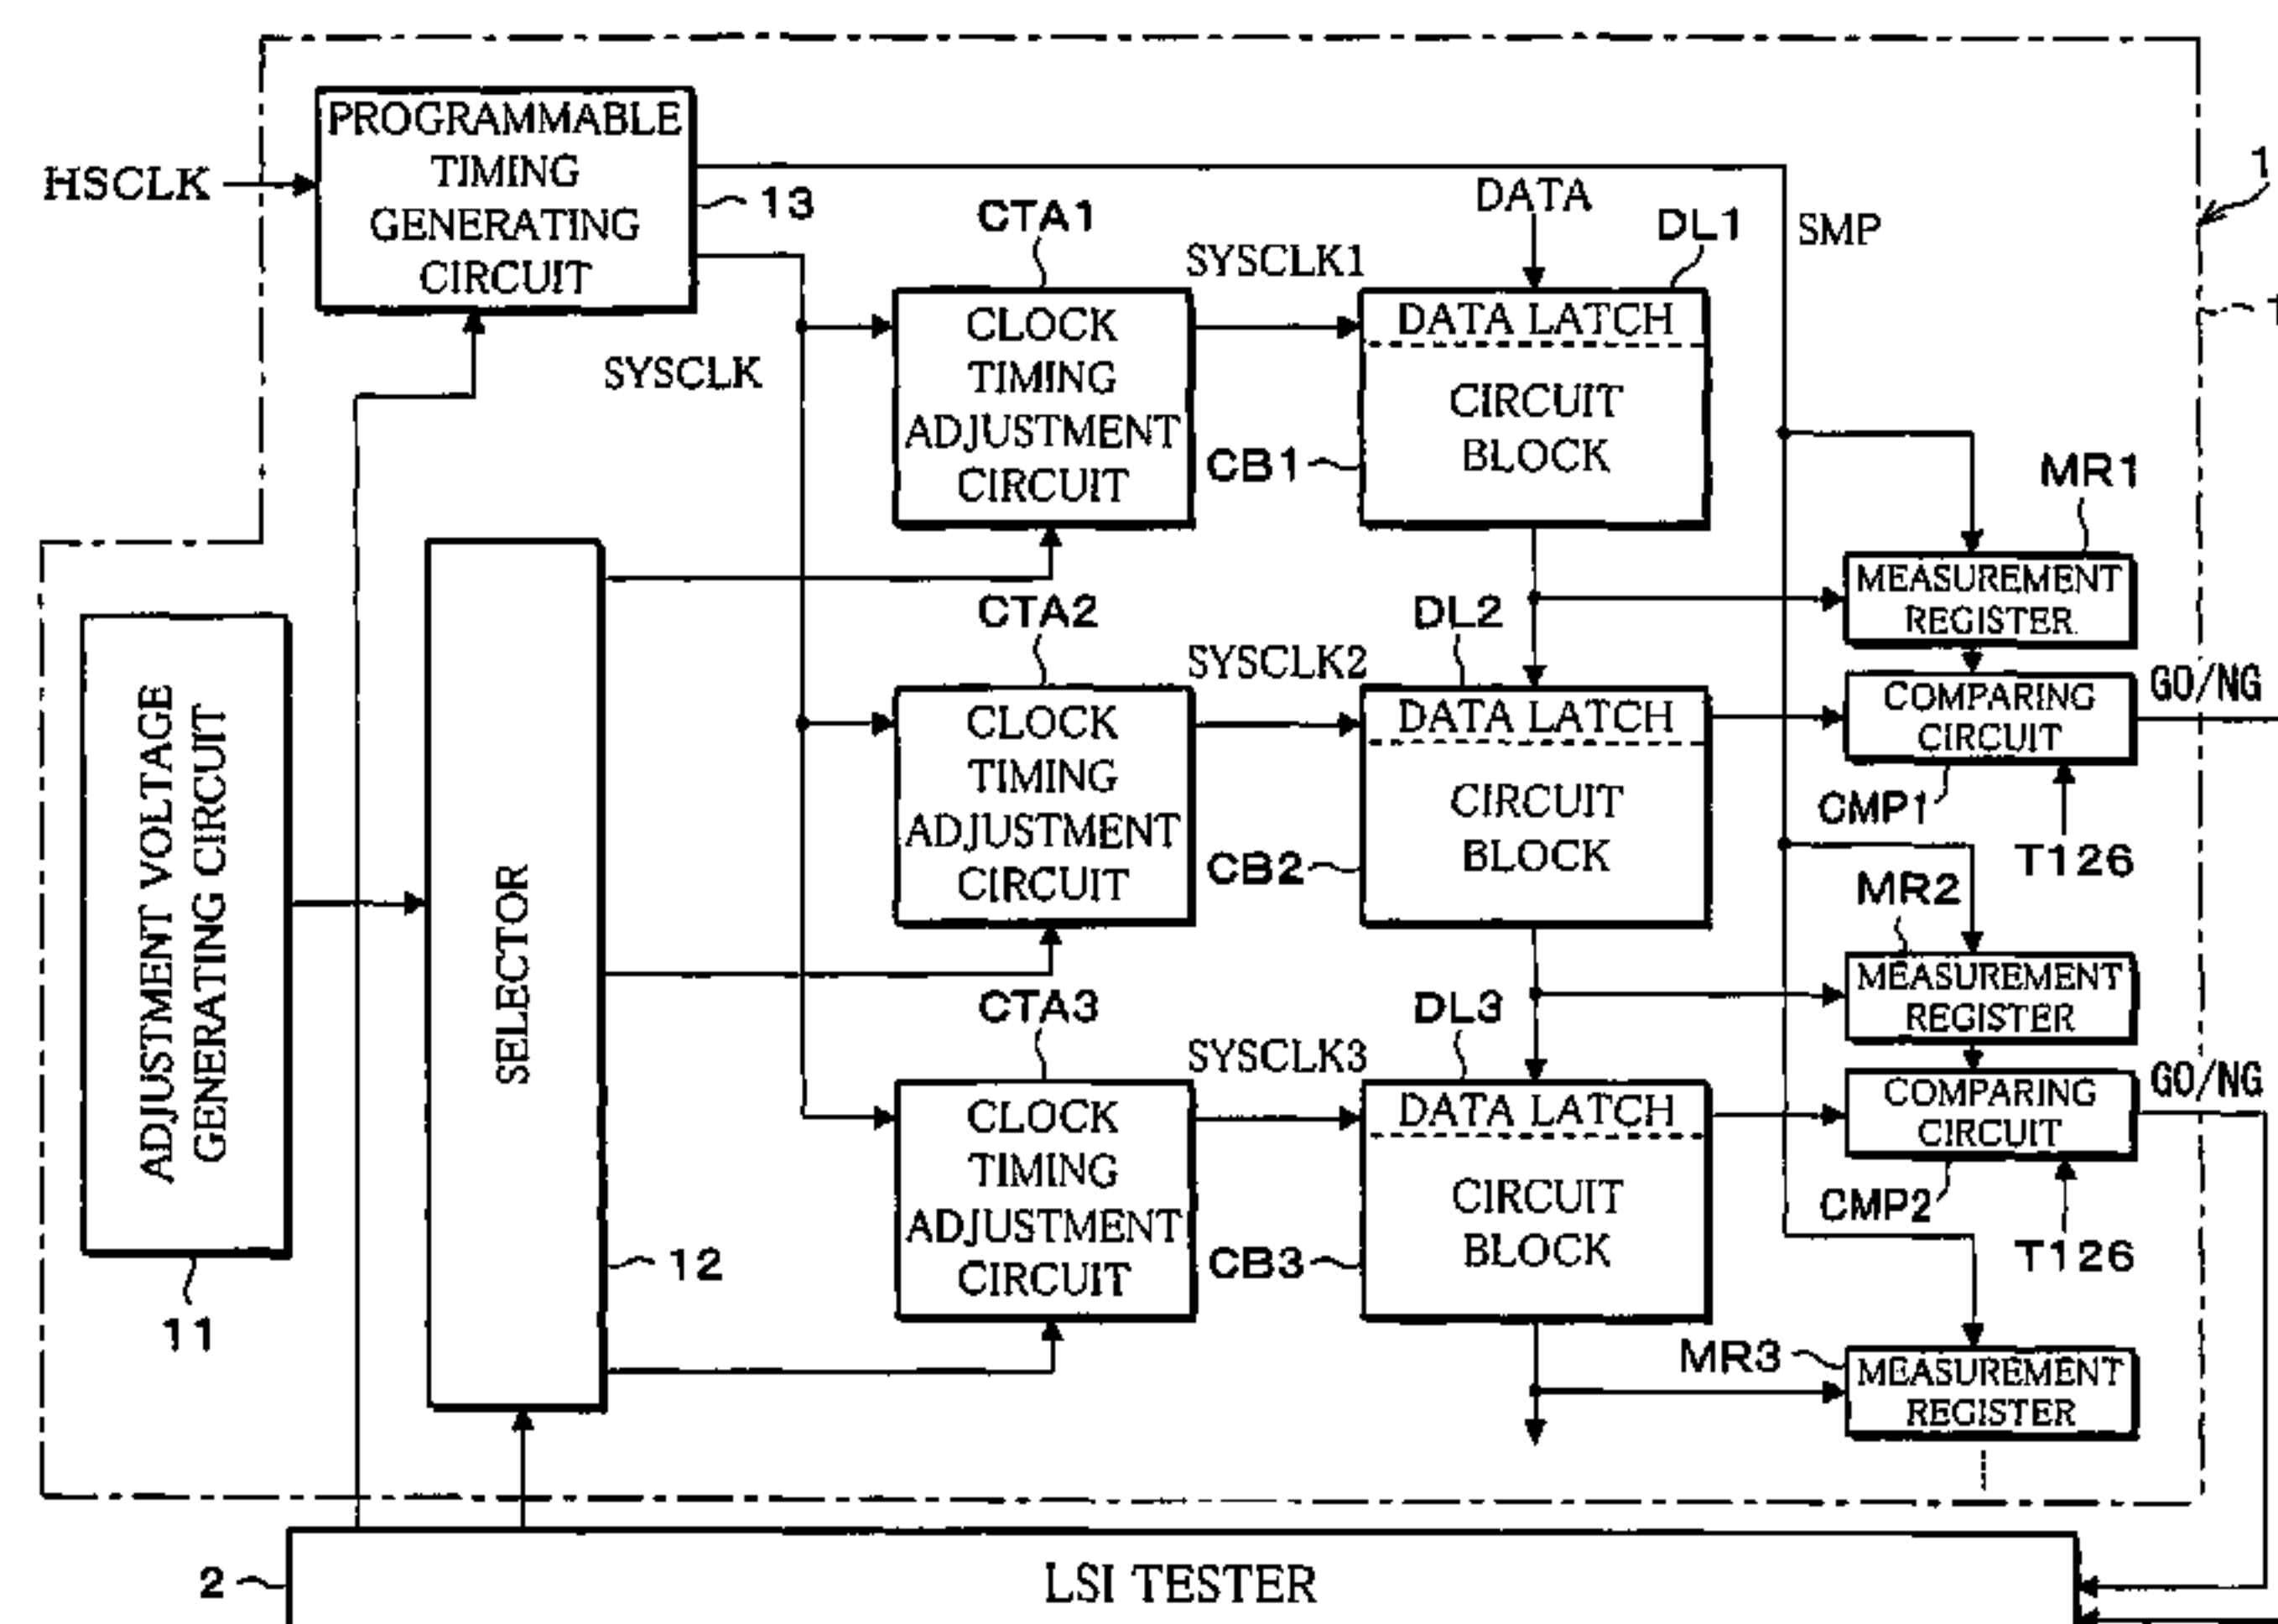 PROGRAMMABLE
TIMING
GENERATING
CIRCUIT
HSCLK
13
SYSCLK
CTA1
SYSCLK1
DATA
DL1
SMP
1
1
CLOCK
TIMING
ADJUSTMENT
CIRCUIT
DATA LATCH
CIRCUIT
BLOCK
CB1
MR1
MEASUREMENT
REGISTER
CTA2
SYSCLK2
DL2
CLOCK
TIMING
ADJUSTMENT
CIRCUIT
DATA LATCH
CIRCUIT
BLOCK
CB2
COMPARING
CIRCUIT
GO/NG
CMP1
T126
MR2
MEASUREMENT
REGISTER
ADJUSTMENT VOLTAGE
GENERATING CIRCUIT
11
SELECTOR
12
CTA3
SYSCLK3
DL3
CLOCK
TIMING
ADJUSTMENT
CIRCUIT
DATA LATCH
CIRCUIT
BLOCK
CB3
COMPARING
CIRCUIT
GO/NG
CMP2
T126
MR3
MEASUREMENT
REGISTER
2
LSI TESTER